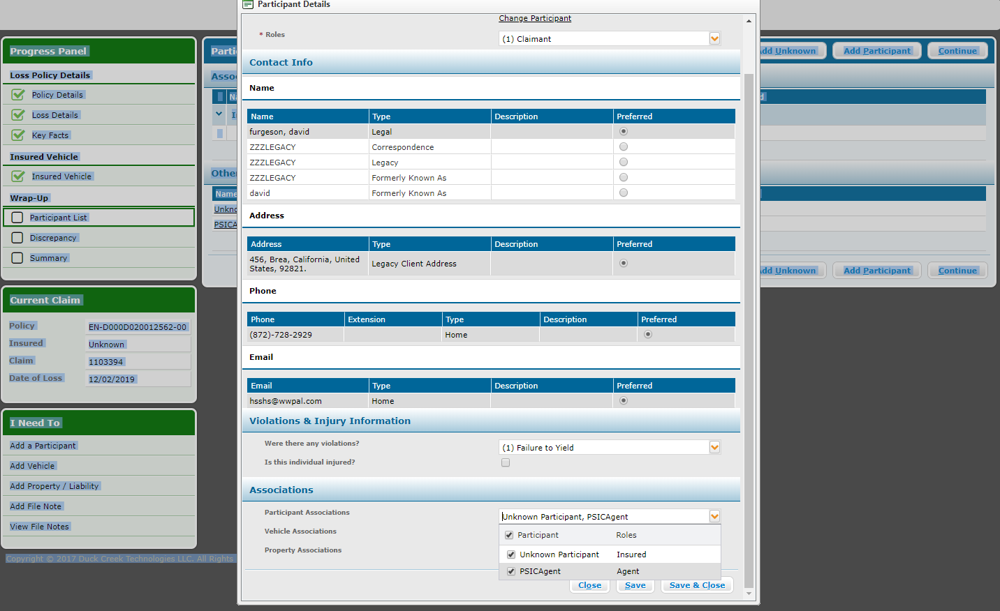 Participant Details
Change Participant
* Roles
(1) Claimant
Contact Info
Name
Name Type Description Preferred
furgeson, david Legal
ZZZLEGACY Correspondence
ZZZLEGACY Legacy
ZZZLEGACY Formerly Known As
david Formerly Known As
Address
Address Type Description Preferred
456, Brea, California, United
States, 92821.
Legacy Client Address
Phone
Phone Extension Type Description Preferred
(872)-728-2929 Home
Email
Email Type Description Preferred
hsshs@wwpal.com Home
Violations & Injury Information
Were there any violations? (1) Failure to Yield
Is this individual injured?
Associations
Participant Associations Unknown Participant, PSICAgent
Vehicle Associations
Property Associations
Participant Roles
Unknown Participant Insured
PSICAgent Agent
Close Save Save & Close
Progress Panel
Loss Policy Details
Policy Details
Loss Details
Key Facts
Insured Vehicle
Insured Vehicle
Wrap-Up
Participant List
Discrepancy
Summary
Current Claim
Policy EN-D000D020012562-00
Insured Unknown
Claim 1103394
Date of Loss 12/02/2019
I Need To
Add a Participant
Add Vehicle
Add Property / Liability
Add File Note
View File Notes
Copyright © 2017 Duck Creek Technologies LLC. All Rights
Unknown Add Participant Continue
Other
Name
PSICA
Unknown Add Participant Continue